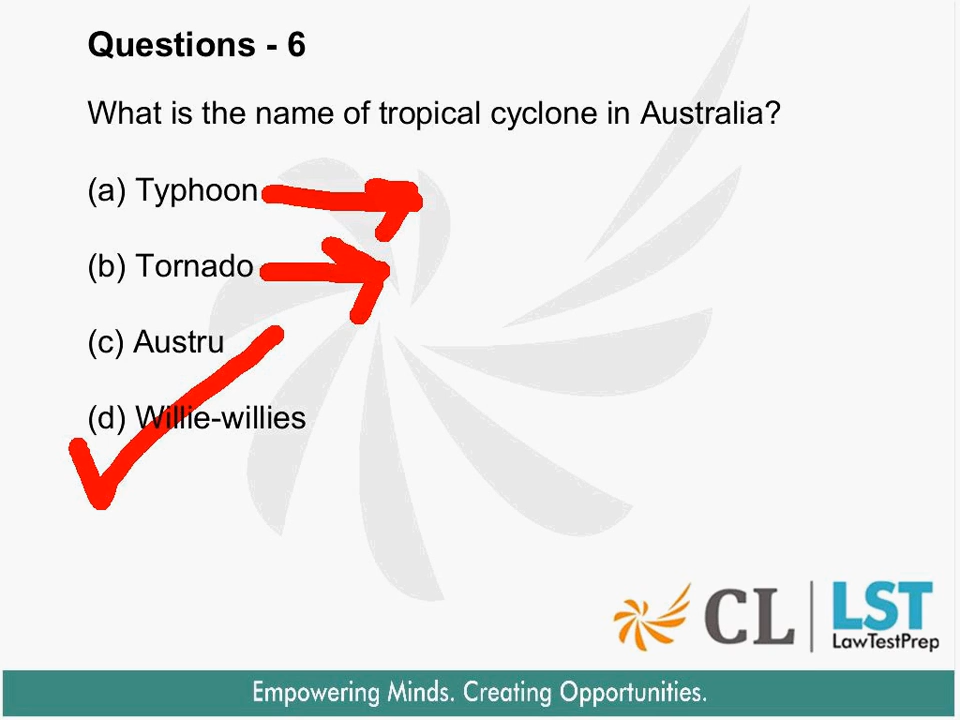 Questions - 6
What is the name of tropical cyclone in Australia?
(a) Typhoon
(b) Tornado
(c) Austru
(d) Willie-willies
CL LST
LawTestPrep
Empowering Minds. Creating Opportunities.